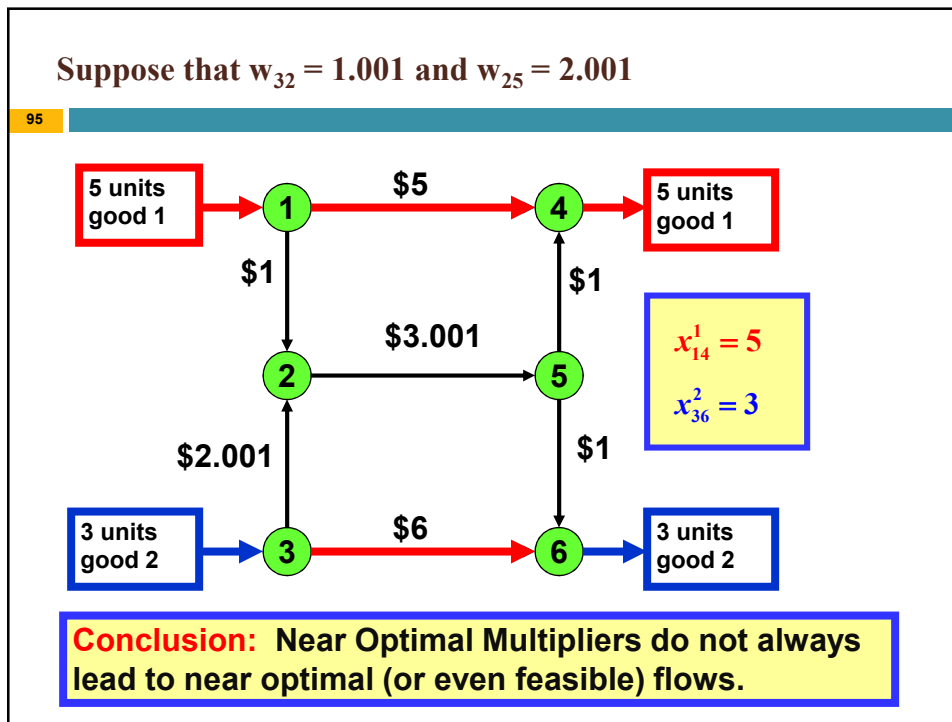 Suppose that w₃₂ = 1.001 and w₂₅ = 2.001
95
5 units
good 1
1
$5
4
5 units
good 1
$1
$1
$3.001
2
5
x¹₁₄ = 5
x²₃₆ = 3
$2.001
$1
3 units
good 2
3
$6
6
3 units
good 2
Conclusion: Near Optimal Multipliers do not always
lead to near optimal (or even feasible) flows.